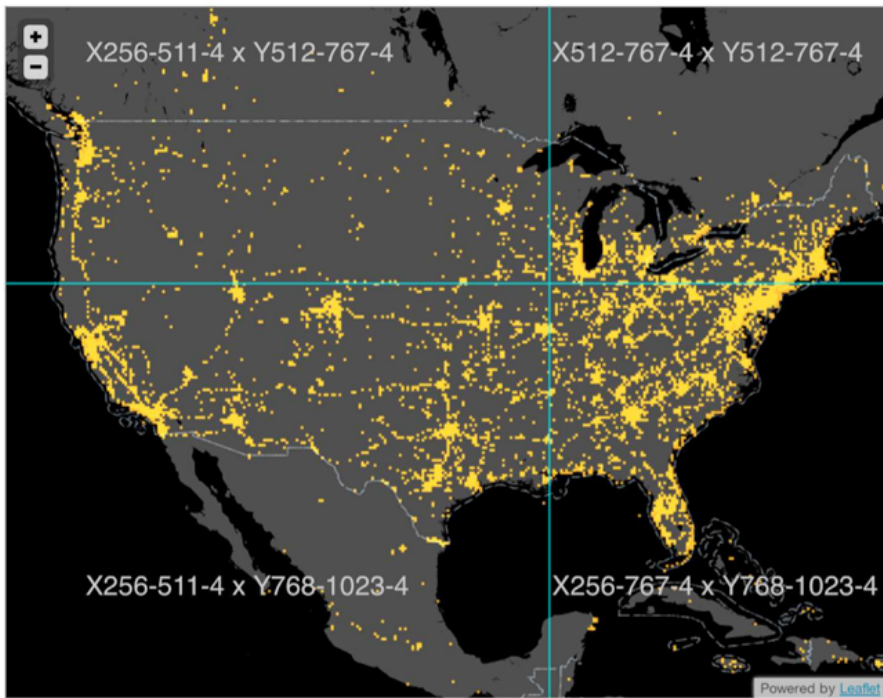 +
X256-511-4 x Y512-767-4
X512-767-4 x Y512-767-4
−
X256-511-4 x Y768-1023-4
X256-767-4 x Y768-1023-4
Powered by Leaflet